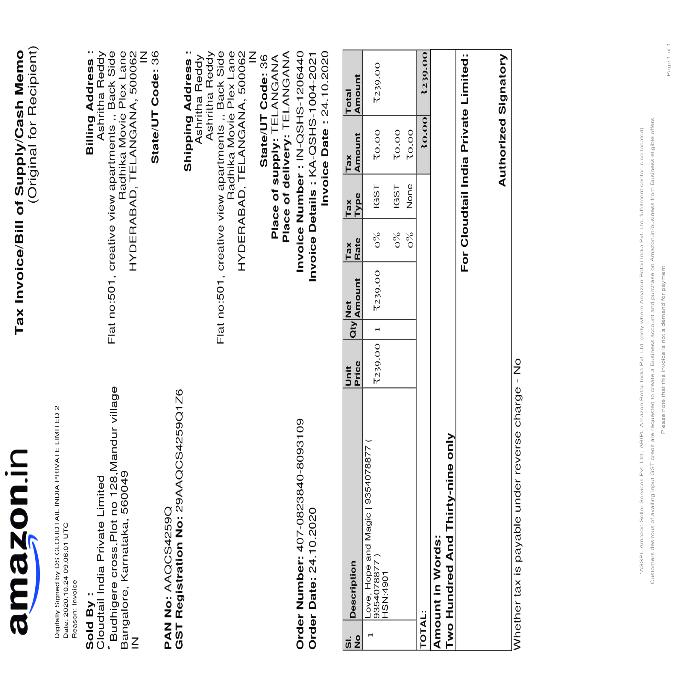 amazon.in
Tax Invoice/Bill of Supply/Cash Memo
(Original for Recipient)
Digitally Signed by DS CLOUDTAIL INDIA PRIVATE LIMITED 2
Date: 2020.10.24 09:06:01 UTC
Reason: Invoice
Sold By :
Cloudtail India Private Limited
* Budhigere cross,Plot no 128,Mandur village
Bangalore, Karnataka, 560049
IN
Billing Address :
Ashritha Reddy
Flat no:501, creative view apartments ,, Back Side
Radhika Movie Plex Lane
HYDERABAD, TELANGANA, 500062
IN
State/UT Code: 36
PAN No: AAQCS4259Q
GST Registration No: 29AAQCS4259Q1Z6
Shipping Address :
Ashritha Reddy
Ashritha Reddy
Flat no:501, creative view apartments ,, Back Side
Radhika Movie Plex Lane
HYDERABAD, TELANGANA, 500062
IN
State/UT Code: 36
Place of supply: TELANGANA
Place of delivery: TELANGANA
Order Number: 407-0823840-8093109
Invoice Number : IN-QSHS-1206440
Order Date: 24.10.2020
Invoice Details : KA-QSHS-1004-2021
Invoice Date : 24.10.2020
Sl. No Description Unit Price Qty Net Amount Tax Rate Tax Type Tax Amount Total Amount
1 Love, Hope and Magic | 9354078877 ( ₹239.00 1 ₹239.00 0% IGST ₹0.00 ₹239.00
9354078877 ) 0% IGST ₹0.00
HSN:4901 0% None ₹0.00
TOTAL: ₹0.00 ₹239.00
Amount in Words:
Two Hundred And Thirty-nine only
For Cloudtail India Private Limited:
Authorized Signatory
Whether tax is payable under reverse charge - No
Please note that this invoice is not a demand for payment
Page 1 of 1